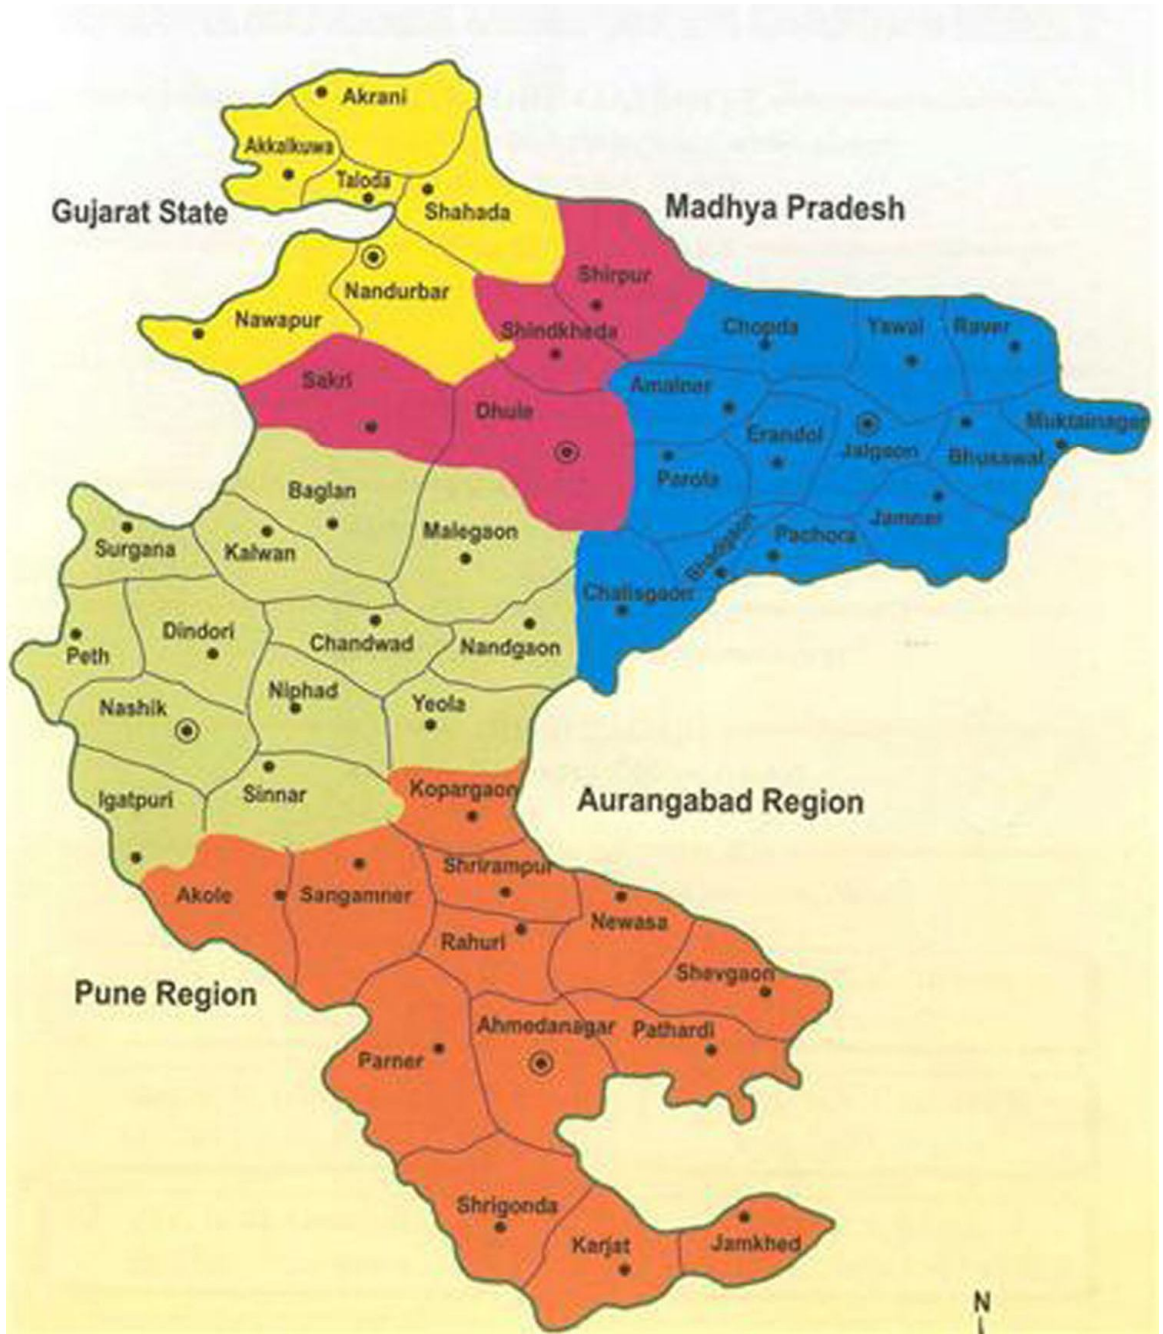 Akrani
Akkalkuwa
Taloda
Gujarat State
Shahada
Madhya Pradesh
Shirpur
Nandurbar
Nawapur
Shindkheda
Chopda
Yawal
Raver
Sakri
Dhule
Amalner
Erandol
Jalgaon
Muktainagar
Bhusawal
Parola
Baglan
Malegaon
Jamner
Surgana
Kalwan
Pachora
Bhadgaon
Chalisgaon
Dindori
Chandwad
Nandgaon
Peth
Nashik
Niphad
Yeola
Igatpuri
Sinnar
Kopargaon
Aurangabad Region
Akole
Sangamner
Shrirampur
Newasa
Rahuri
Shevgaon
Pune Region
Ahmedanagar
Pathardi
Parner
Shrigonda
Karjat
Jamkhed
N